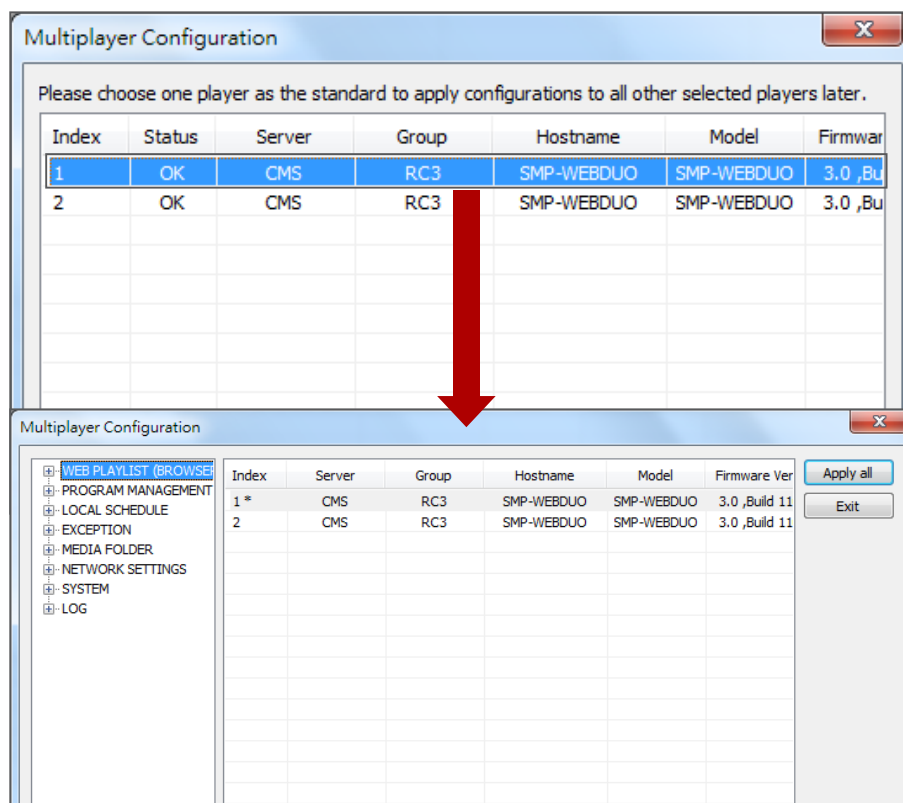 Multiplayer Configuration
Please choose one player as the standard to apply configurations to all other selected players later.
Index Status Server Group Hostname Model Firmwar
1 OK CMS RC3 SMP-WEBDUO SMP-WEBDUO 3.0 ,Bu
2 OK CMS RC3 SMP-WEBDUO SMP-WEBDUO 3.0 ,Bu
Multiplayer Configuration
WEB PLAYLIST (BROWSER
PROGRAM MANAGEMENT
LOCAL SCHEDULE
EXCEPTION
MEDIA FOLDER
NETWORK SETTINGS
SYSTEM
LOG
Index Server Group Hostname Model Firmware Ver
1 * CMS RC3 SMP-WEBDUO SMP-WEBDUO 3.0 ,Build 11
2 CMS RC3 SMP-WEBDUO SMP-WEBDUO 3.0 ,Build 11
Apply all
Exit